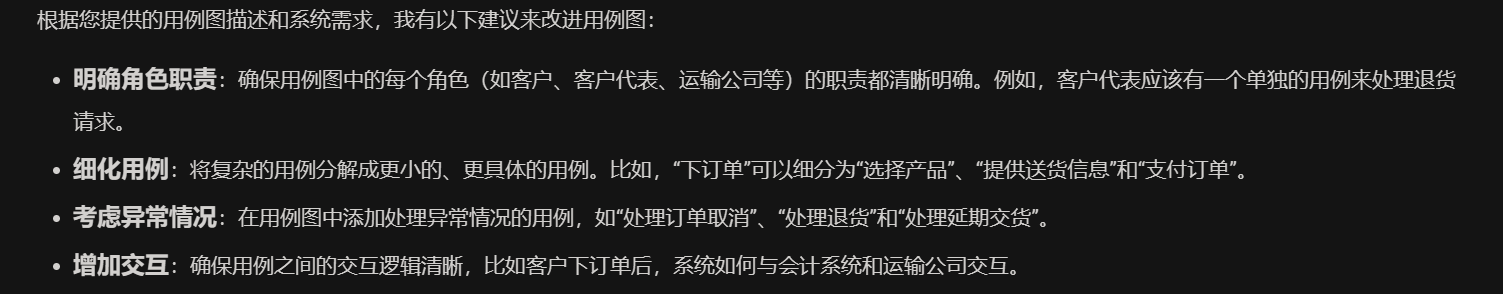 根据您提供的用例图描述和系统需求，我有以下建议来改进用例图：
• 明确角色职责：确保用例图中的每个角色（如客户、客户代表、运输公司等）的职责都清晰明确。例如，客户代表应该有一个单独的用例来处理退货
请求。
• 细化用例：将复杂的用例分解成更小的、更具体的用例。比如，“下订单”可以细分为“选择产品”、“提供送货信息”和“支付订单”。
• 考虑异常情况：在用例图中添加处理异常情况的用例，如“处理订单取消”、“处理退货”和“处理延期交货”。
• 增加交互：确保用例之间的交互逻辑清晰，比如客户下订单后，系统如何与会计系统和运输公司交互。